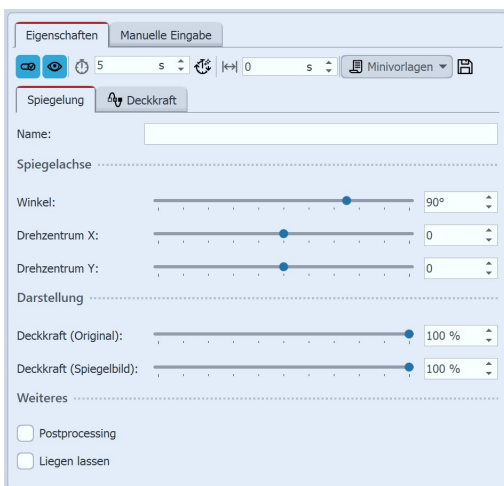 Eigenschaften Manuelle Eingabe
5 s 0 s Minivorlagen
Spiegelung Deckkraft
Name:
Spiegelachse
Winkel: 90°
Drehzentrum X: 0
Drehzentrum Y: 0
Darstellung
Deckkraft (Original): 100 %
Deckkraft (Spiegelbild): 100 %
Weiteres
Postprocessing
Liegen lassen